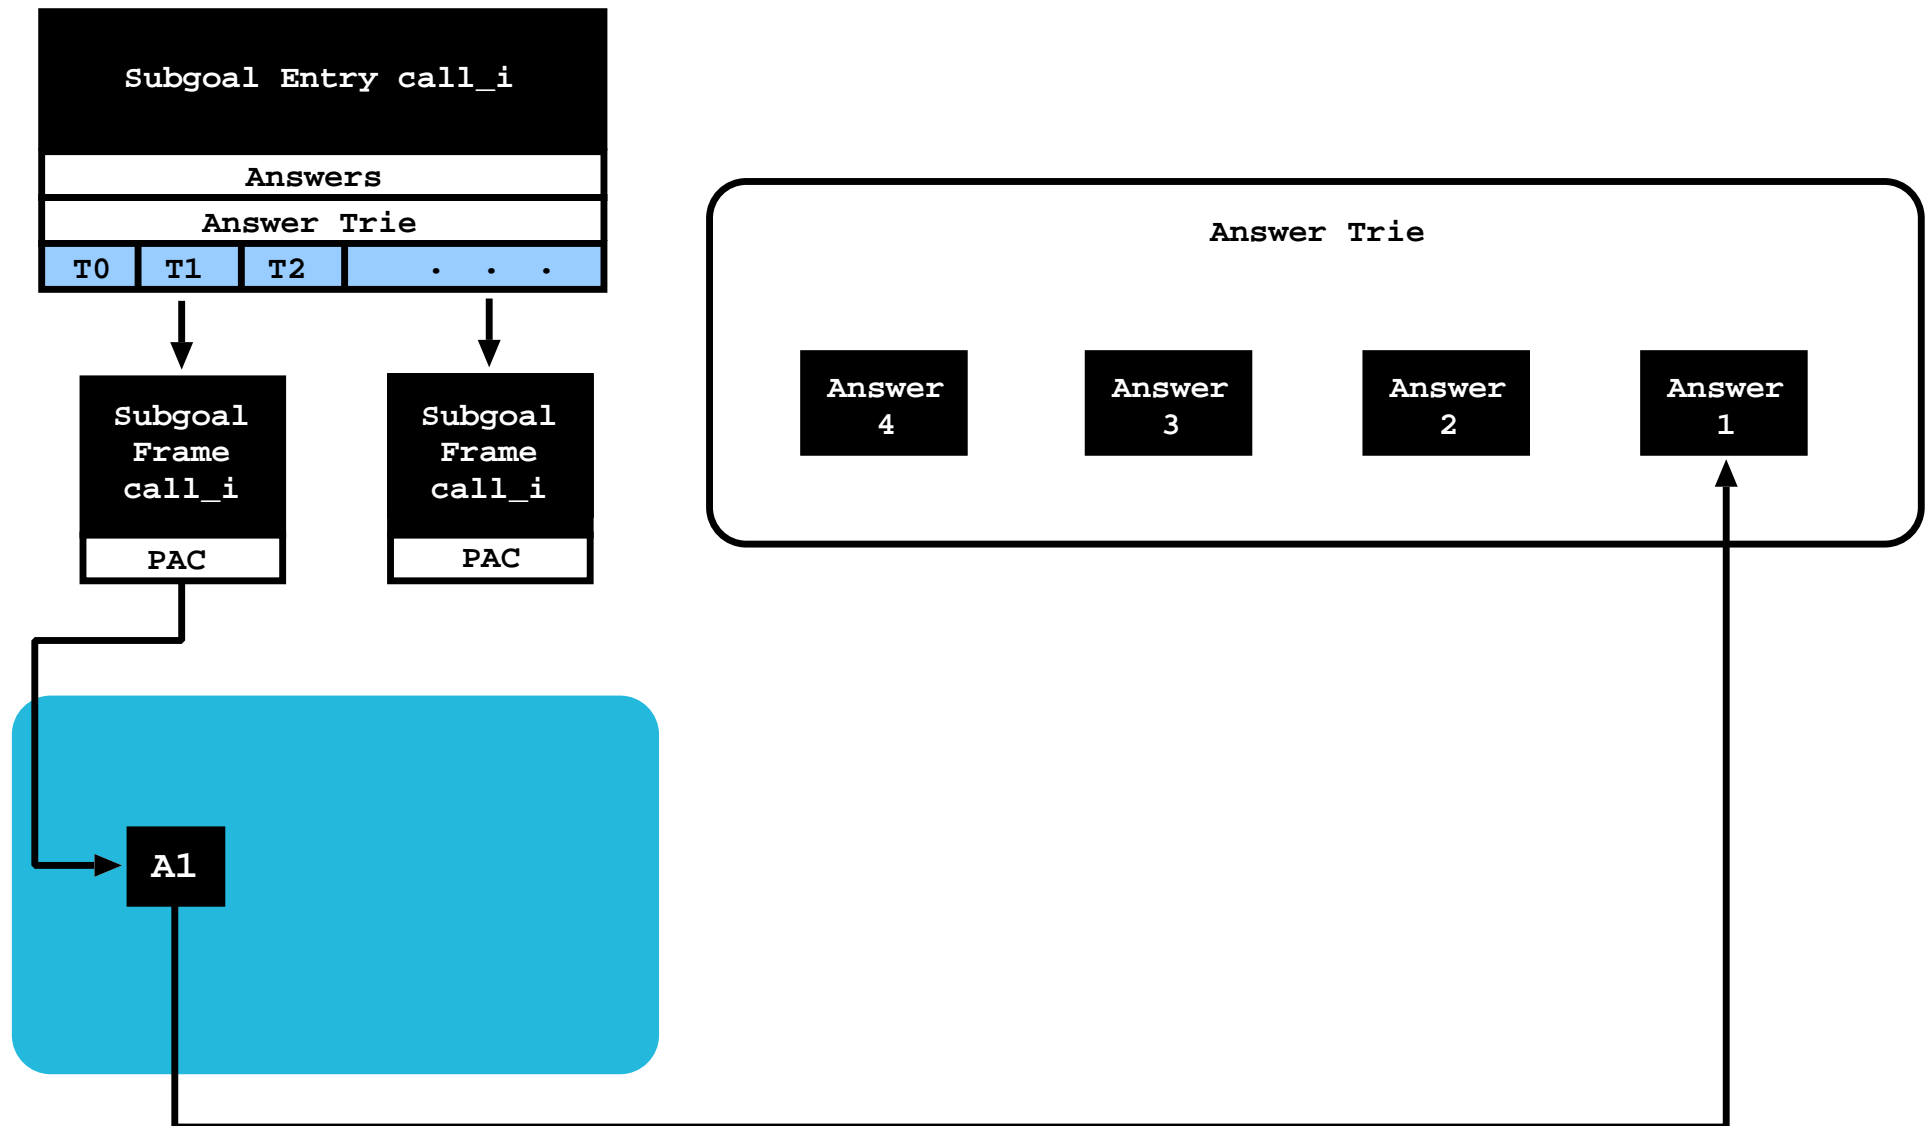 Subgoal Entry call_i
Answers
Answer Trie
T0 T1 T2 . . .
Subgoal
Frame
call_i
PAC
Subgoal
Frame
call_i
PAC
Answer Trie
Answer
4
Answer
3
Answer
2
Answer
1
A1